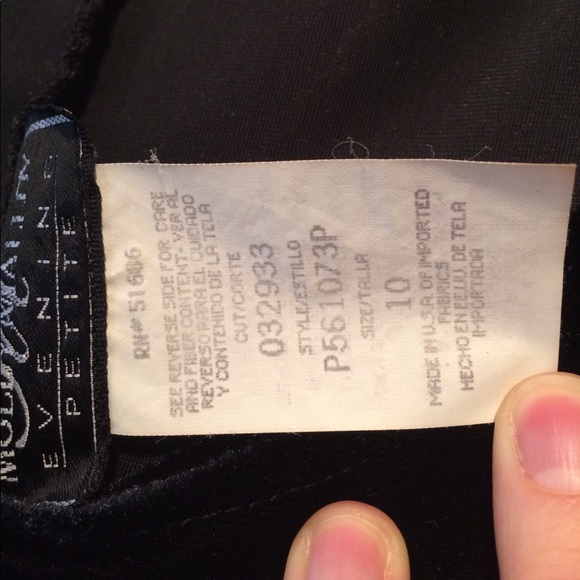 EVENING
PETITE
RN# 51606
SEE REVERSE SIDE FOR CARE
AND FIBER CONTENT-VER AL
REVERSO PARA EL CUIDADO
Y CONTENIDO DE LA TELA
CUT/CORTE
032933
STYLE/ESTILLO
P561073P
SIZE/TALLA
10
MADE IN U.S.A. OF IMPORTED
FABRICS
HECHO EN EE.UU. DE TELA
IMPORTADA